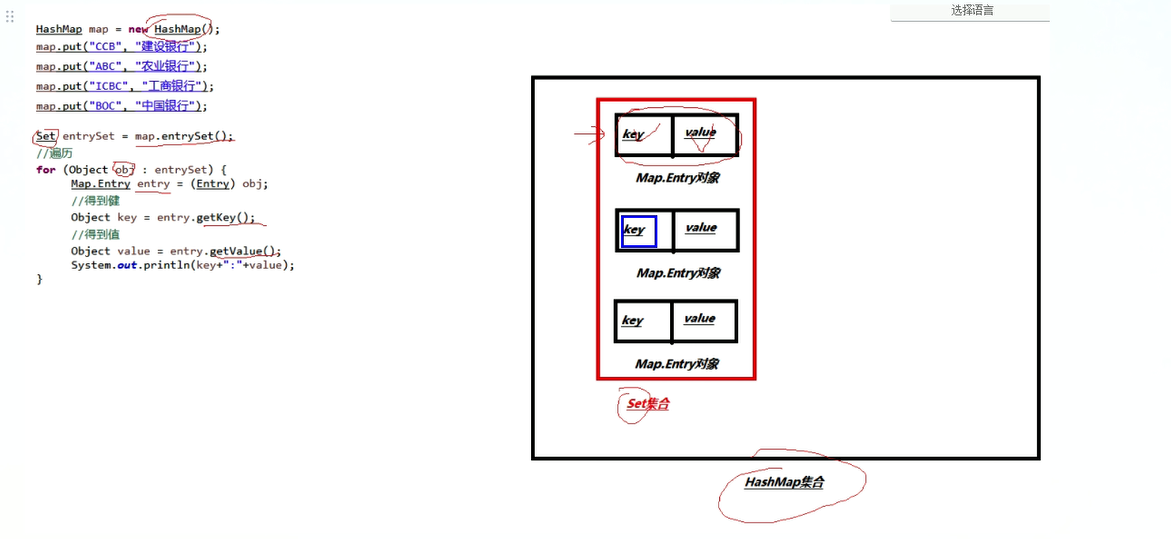 选择语言
HashMap map = new HashMap();
map.put("CCB", "建设银行");
map.put("ABC", "农业银行");
map.put("ICBC", "工商银行");
map.put("BOC", "中国银行");
Set entrySet = map.entrySet();
//遍历
for (Object obj : entrySet) {
Map.Entry entry = (Entry) obj;
//得到健
Object key = entry.getKey();
//得到值
Object value = entry.getValue();
System.out.println(key+":"+value);
}
key value
Map.Entry对象
key value
Map.Entry对象
key value
Map.Entry对象
Set集合
HashMap集合